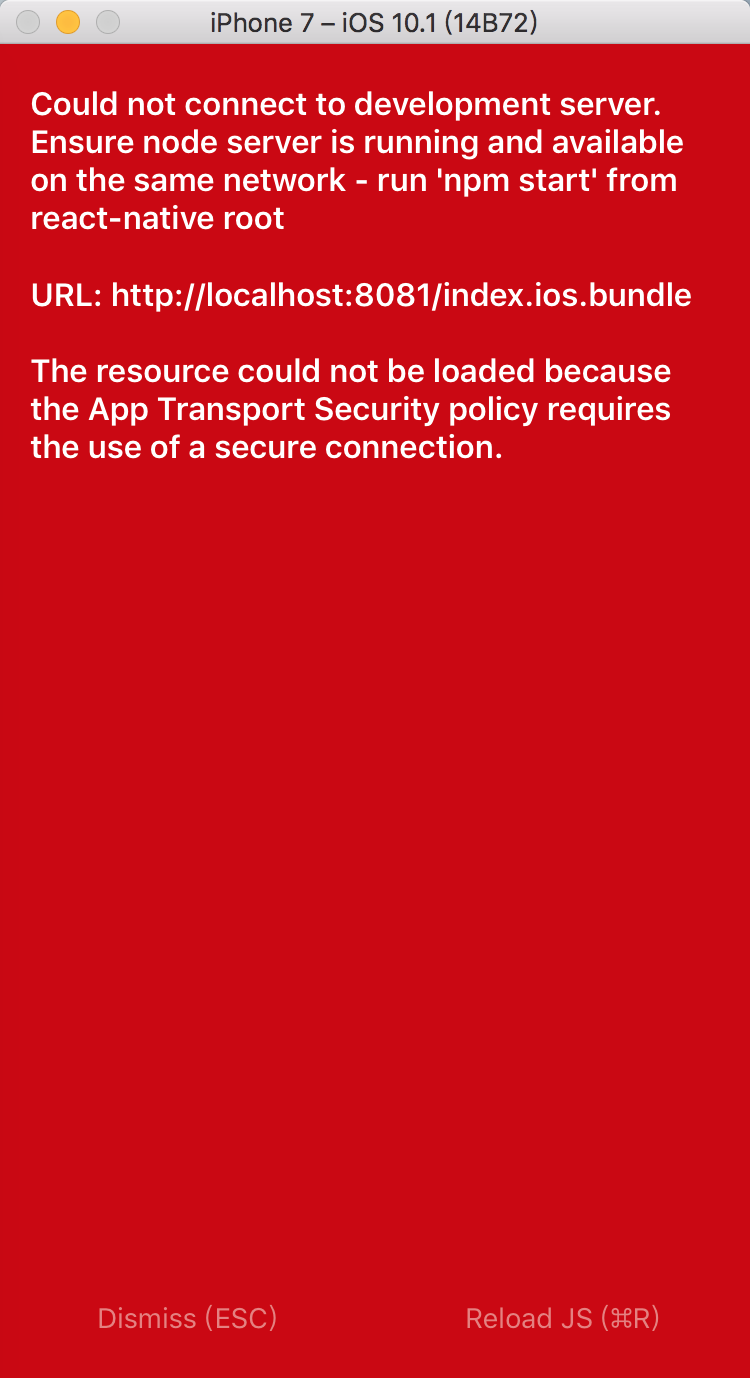 iPhone 7 – iOS 10.1 (14B72)
Could not connect to development server.
Ensure node server is running and available
on the same network - run 'npm start' from
react-native root
URL: http://localhost:8081/index.ios.bundle
The resource could not be loaded because
the App Transport Security policy requires
the use of a secure connection.
Dismiss (ESC)
Reload JS (⌘R)